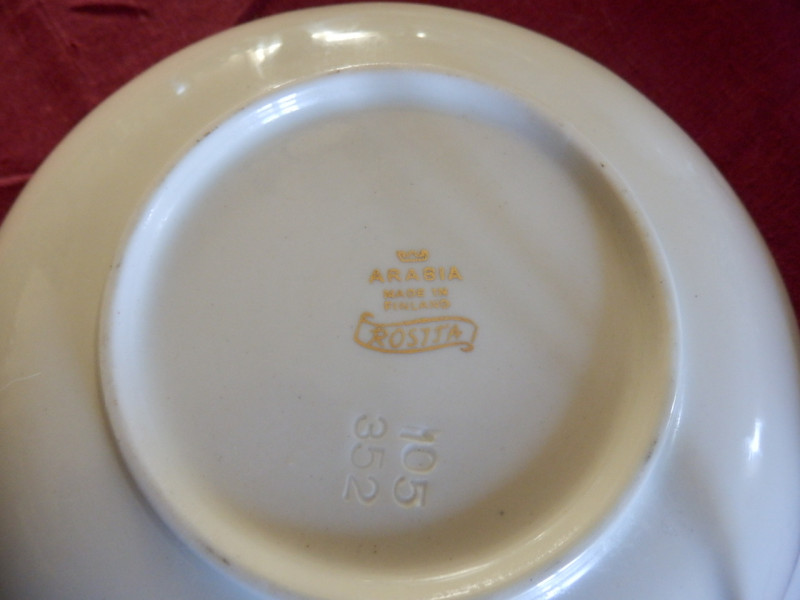 ARABIA
MADE IN
FINLAND
ROSITA
105
352